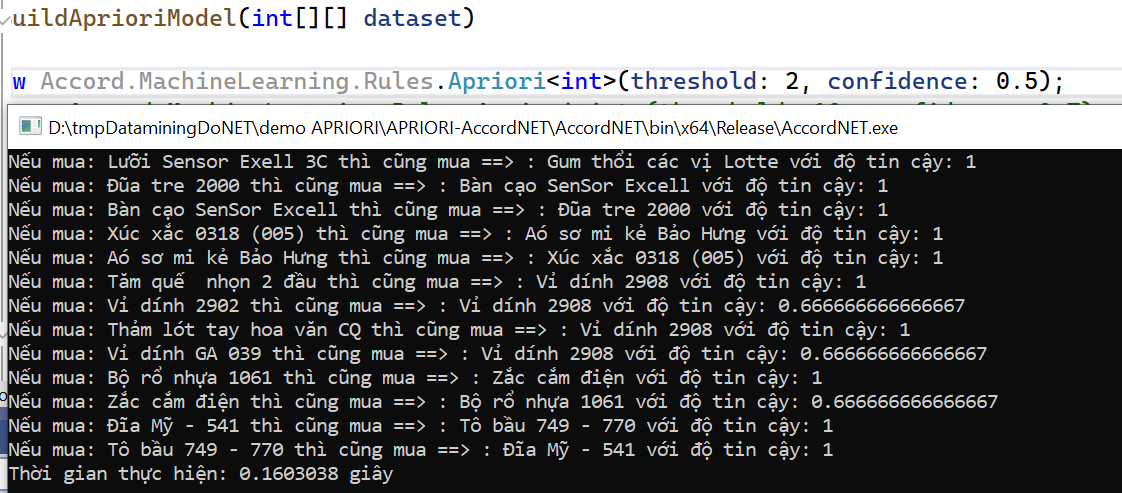 uildAprioriModel(int[][] dataset)
w Accord.MachineLearning.Rules.Apriori<int>(threshold: 2, confidence: 0.5);
D:\tmpDataminingDoNET\demo APRIORI\APRIORI-AccordNET\AccordNET\bin\x64\Release\AccordNET.exe
Nếu mua: Lưỡi Sensor Exell 3C thì cũng mua ==> : Gum thổi các vị Lotte với độ tin cậy: 1
Nếu mua: Đũa tre 2000 thì cũng mua ==> : Bàn cạo SenSor Excell với độ tin cậy: 1
Nếu mua: Bàn cạo SenSor Excell thì cũng mua ==> : Đũa tre 2000 với độ tin cậy: 1
Nếu mua: Xúc xắc 0318 (005) thì cũng mua ==> : Aó sơ mi kẻ Bảo Hưng với độ tin cậy: 1
Nếu mua: Aó sơ mi kẻ Bảo Hưng thì cũng mua ==> : Xúc xắc 0318 (005) với độ tin cậy: 1
Nếu mua: Tăm quế  nhọn 2 đầu thì cũng mua ==> : Vỉ dính 2908 với độ tin cậy: 1
Nếu mua: Vỉ dính 2902 thì cũng mua ==> : Vỉ dính 2908 với độ tin cậy: 0.666666666666667
Nếu mua: Thảm lót tay hoa văn CQ thì cũng mua ==> : Vỉ dính 2908 với độ tin cậy: 1
Nếu mua: Vỉ dính GA 039 thì cũng mua ==> : Vỉ dính 2908 với độ tin cậy: 0.666666666666667
Nếu mua: Bộ rổ nhựa 1061 thì cũng mua ==> : Zắc cắm điện với độ tin cậy: 1
Nếu mua: Zắc cắm điện thì cũng mua ==> : Bộ rổ nhựa 1061 với độ tin cậy: 0.666666666666667
Nếu mua: Đĩa Mỹ - 541 thì cũng mua ==> : Tô bầu 749 - 770 với độ tin cậy: 1
Nếu mua: Tô bầu 749 - 770 thì cũng mua ==> : Đĩa Mỹ - 541 với độ tin cậy: 1
Thời gian thực hiện: 0.1603038 giây